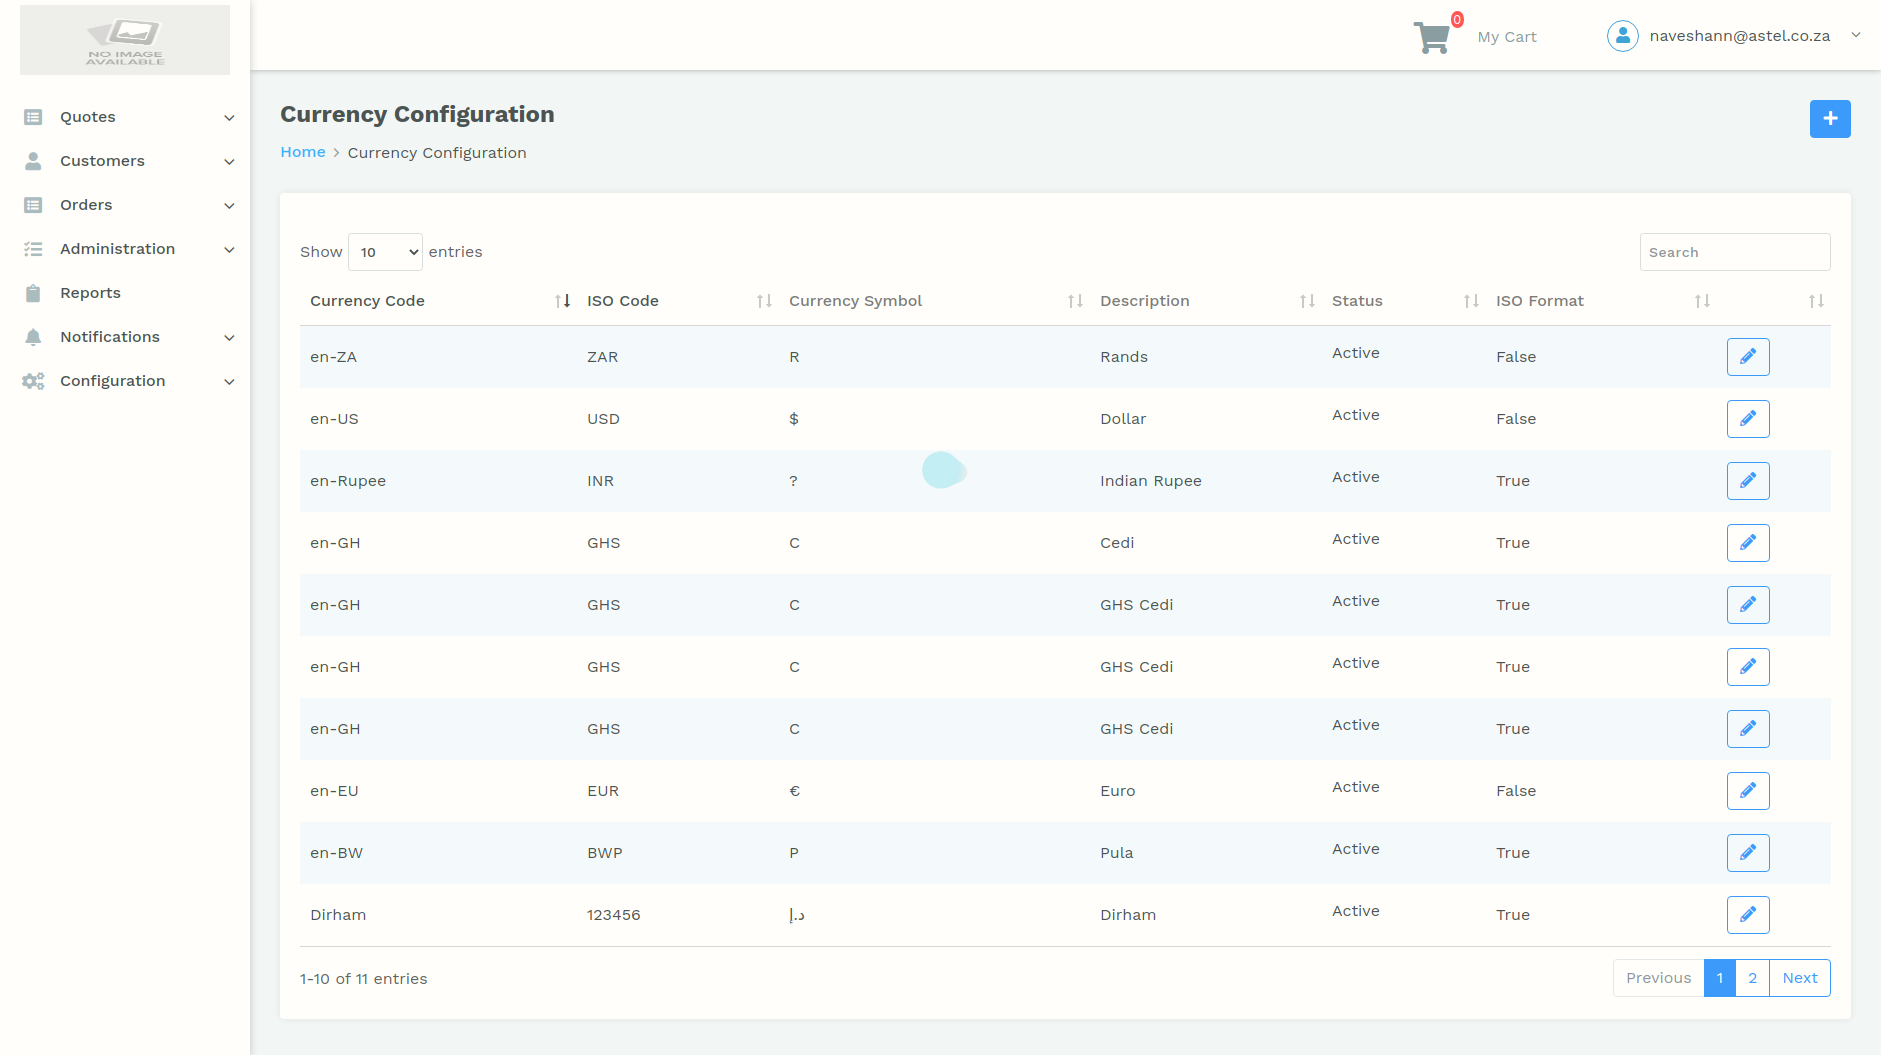 NO IMAGE
AVAILABLE
0
My Cart
naveshann@astel.co.za
Quotes
Customers
Orders
Administration
Reports
Notifications
Configuration
Currency Configuration
Home > Currency Configuration
Show 10 entries
Search
Currency Code ISO Code Currency Symbol Description Status ISO Format
en-ZA ZAR R Rands Active False
en-US USD $ Dollar Active False
en-Rupee INR ? Indian Rupee Active True
en-GH GHS C Cedi Active True
en-GH GHS C GHS Cedi Active True
en-GH GHS C GHS Cedi Active True
en-GH GHS C GHS Cedi Active True
en-EU EUR € Euro Active False
en-BW BWP P Pula Active True
Dirham 123456 د.إ Dirham Active True
1-10 of 11 entries
Previous 1 2 Next